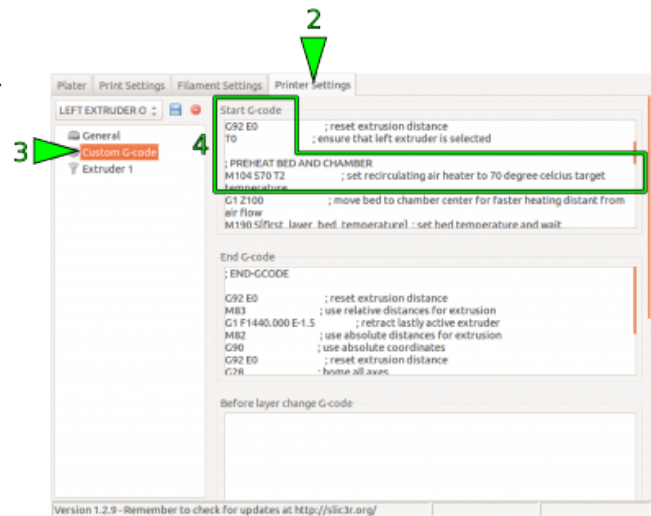 2
Plater Print Settings Filament Settings Printer Settings
LEFT EXTRUDER O
Start G-code
General
Custom G-code
Extruder 1
3
4
G92 E0 ; reset extrusion distance
T0 ; ensure that left extruder is selected
; PREHEAT BED AND CHAMBER
M104 S70 T2 ; set recirculating air heater to 70 degree celcius target
temperature
G1 Z100 ; move bed to chamber center for faster heating distant from
air flow
M190 S[first_layer_bed_temperature] ; set bed temperature and wait
End G-code
; END-GCODE
G92 E0 ; reset extrusion distance
M83 ; use relative distances for extrusion
G1 F1440.000 E-1.5 ; retract lastly active extruder
M82 ; use absolute distances for extrusion
G90 ; use absolute coordinates
G92 E0 ; reset extrusion distance
G28 ; home all axes
Before layer change G-code
Version 1.2.9 - Remember to check for updates at http://slic3r.org/